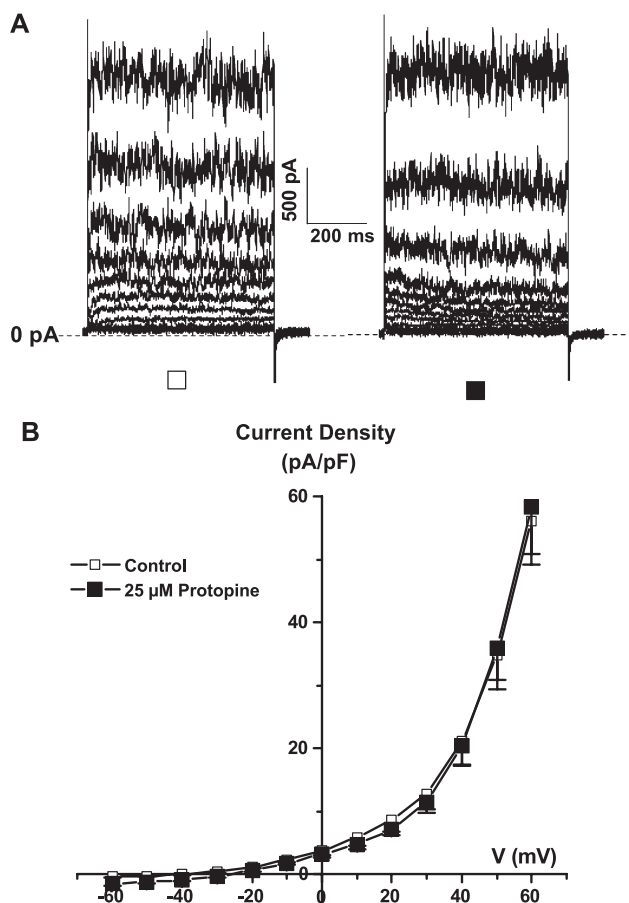 A
500 pA
200 ms
0 pA
B
Current Density
(pA/pF)
60
Control
25 µM Protopine
40
20
V (mV)
0
-60 -40 -20 0 20 40 60